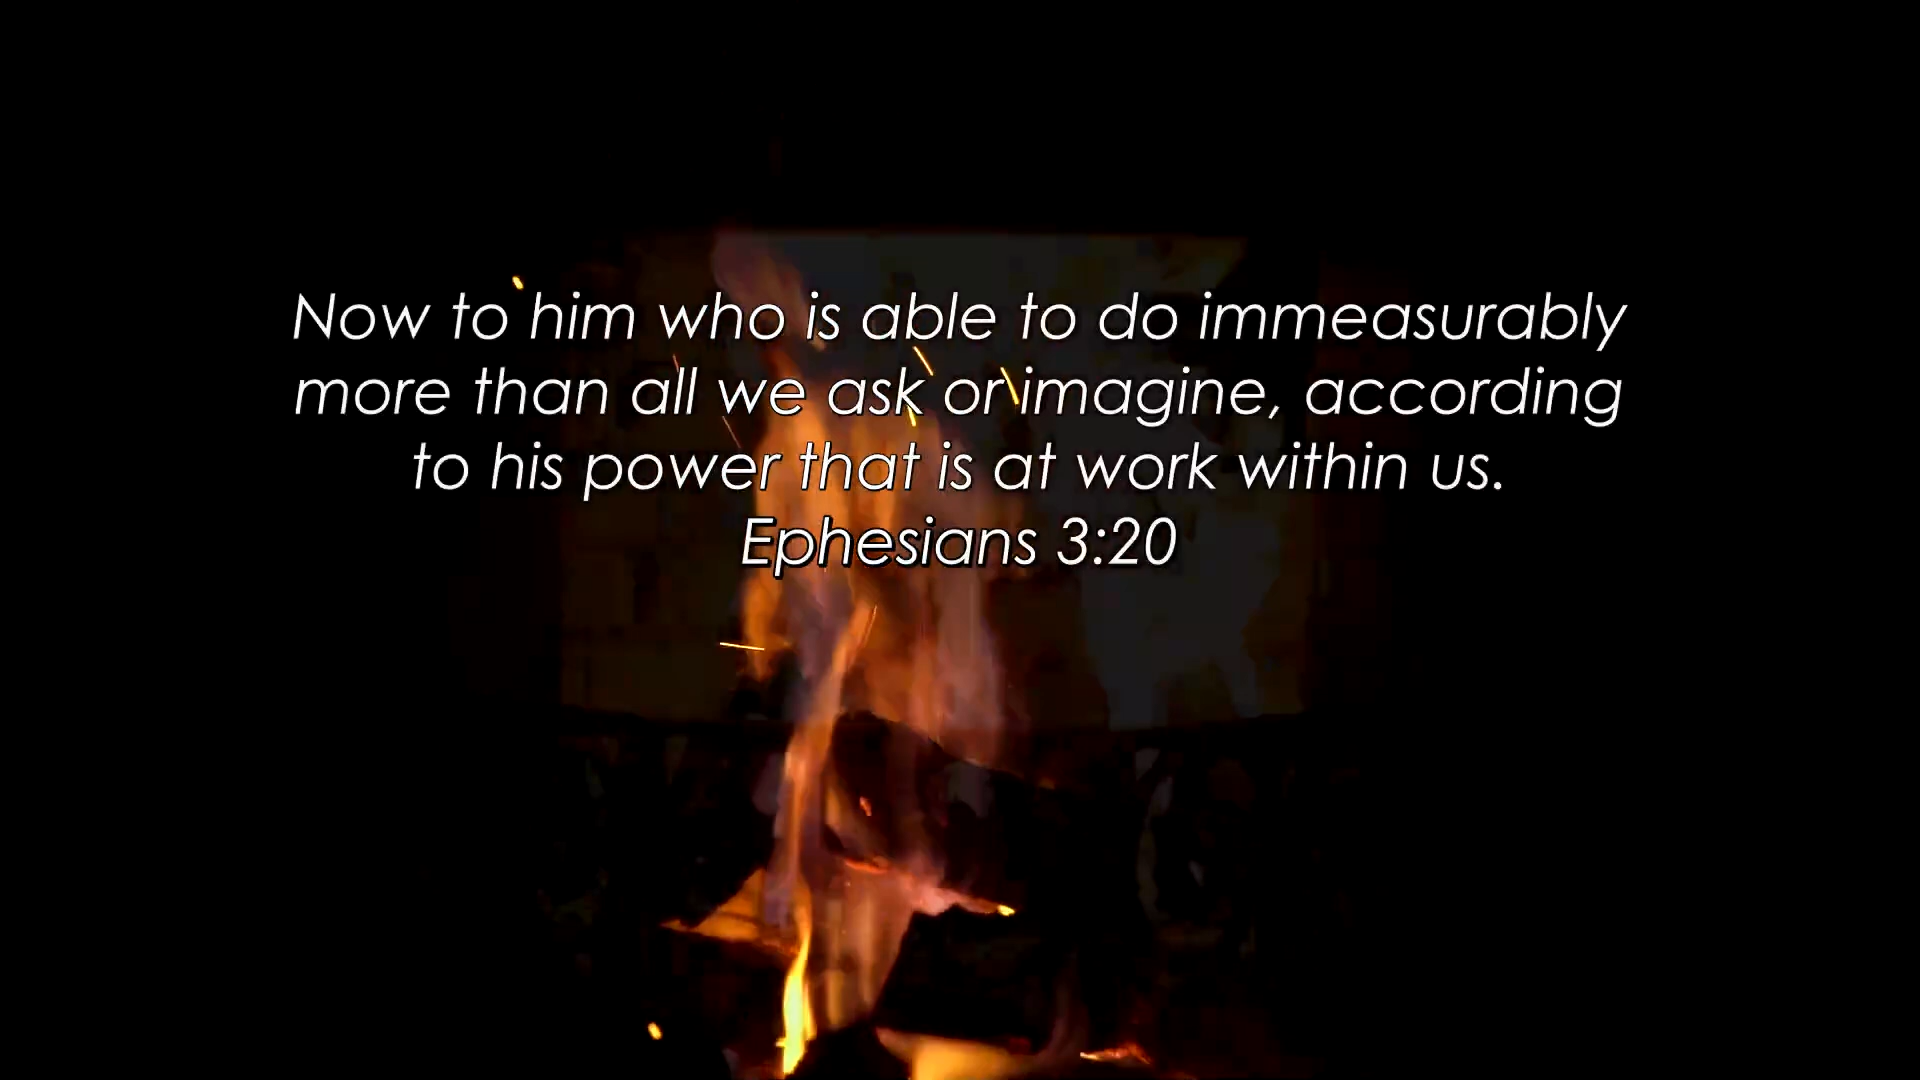 Now to him who is able to do immeasurably
more than all we ask or imagine, according
to his power that is at work within us.
Ephesians 3:20